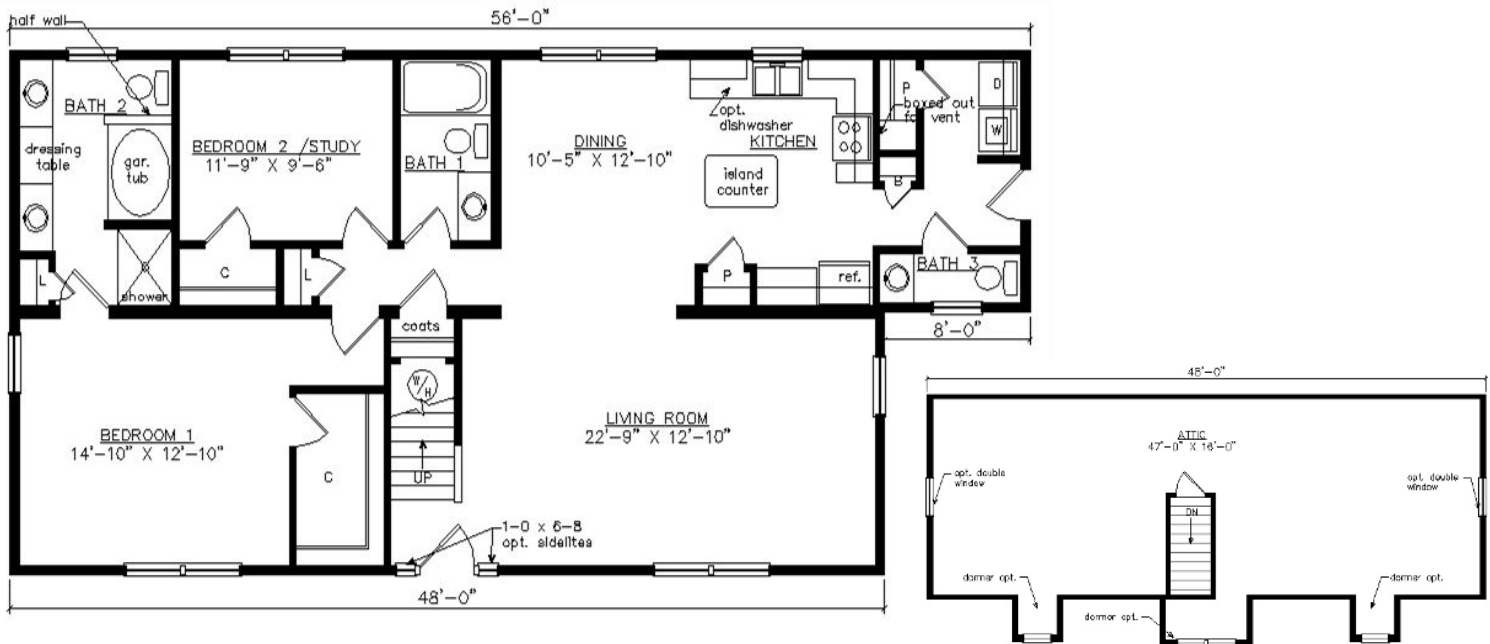 half wall
56'-0"
BATH 2
dressing
table
gar.
tub
L
shower
BEDROOM 2 /STUDY
11'-9" X 9'-6"
C
L
BATH 1
DINING
10'-5" X 12'-10"
opt.
dishwasher
KITCHEN
island
counter
P
boxed out
for vent
D
W
B
P
ref.
BATH 3
8'-0"
coats
W/H
UP
BEDROOM 1
14'-10" X 12'-10"
C
LIVING ROOM
22'-9" X 12'-10"
1-0 x 6-8
opt. sidelites
48'-0"
48'-0"
ATTIC
47'-0" X 16'-0"
opt. double
window
opt. double
window
DN
dormer opt.
dormor opt.
dormer opt.